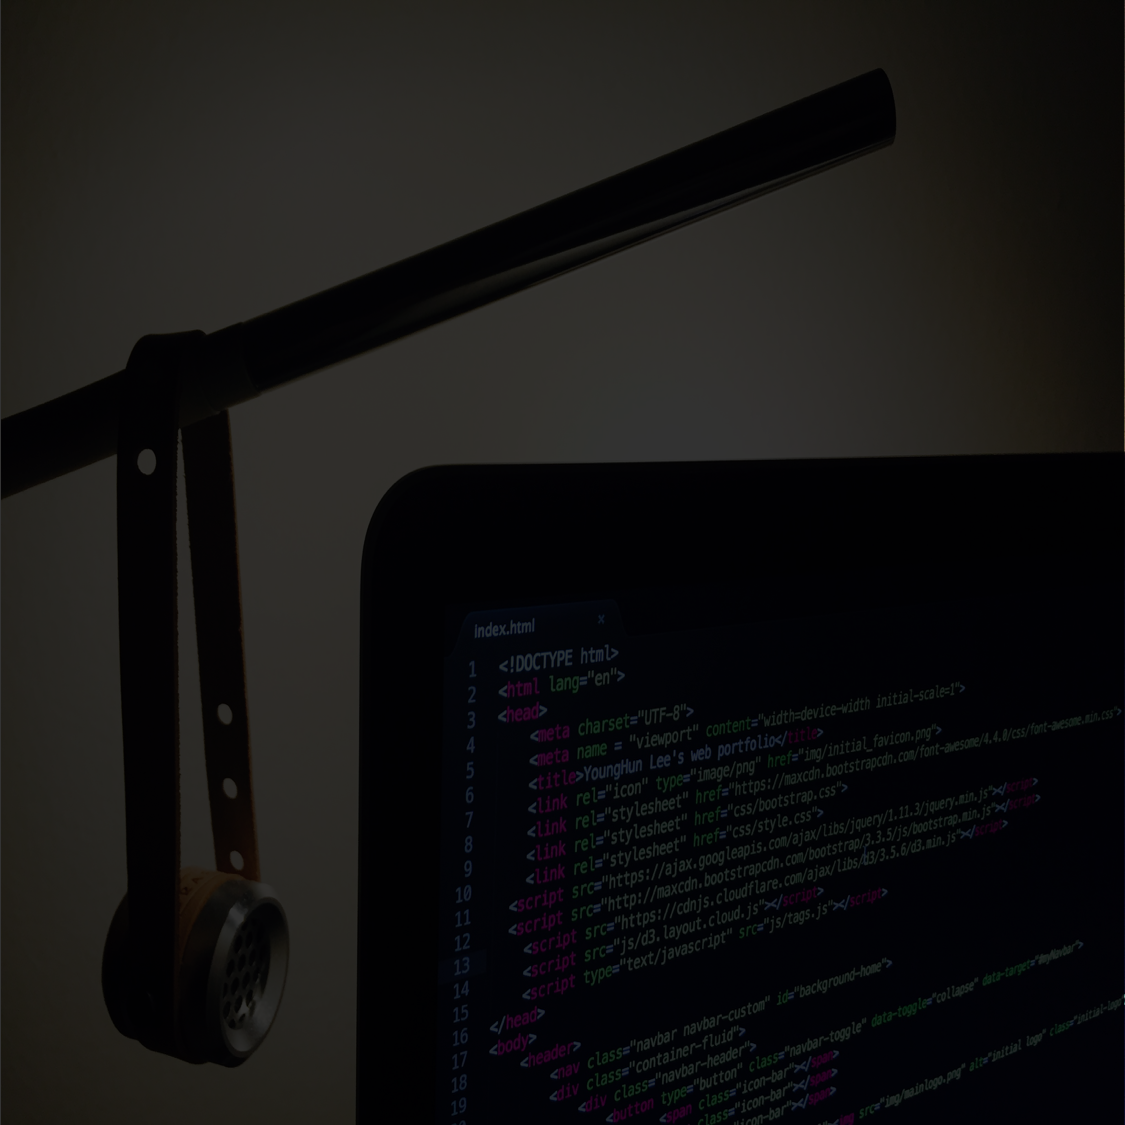 index.html ×
1 <!DOCTYPE html>
2 <html lang="en">
3 <head>
4 <meta charset="UTF-8">
5 <meta name = "viewport" content="width=device-width initial-scale=1">
6 <title>YoungHun Lee's web portfolio</title>
7 <link rel="icon" type="image/png" href="img/initial_favicon.png">
8 <link rel="stylesheet" href="https://maxcdn.bootstrapcdn.com/font-awesome/4.4.0/css/font-awesome.min.css">
9 <link rel="stylesheet" href="css/bootstrap.css">
10 <link rel="stylesheet" href="css/style.css">
11 <script src="https://ajax.googleapis.com/ajax/libs/jquery/1.11.3/jquery.min.js"></script>
12 <script src="http://maxcdn.bootstrapcdn.com/bootstrap/3.3.5/js/bootstrap.min.js"></script>
13 <script src="https://cdnjs.cloudflare.com/ajax/libs/d3/3.5.6/d3.min.js"></script>
14 <script src="js/d3.layout.cloud.js"></script>
15 <script type="text/javascript" src="js/tags.js"></script>
16 </head>
17 <body>
18 <header>
19 <nav class="navbar navbar-custom" id="background-home">
<div class="container-fluid">
<div class="navbar-header">
<button type="button" class="navbar-toggle" data-toggle="collapse" data-target="#myNavbar">
<span class="icon-bar"></span>
class="icon-bar"></span>
icon-bar"></span>
src="img/mainlogo.png" alt="initial logo" class="initial-logo